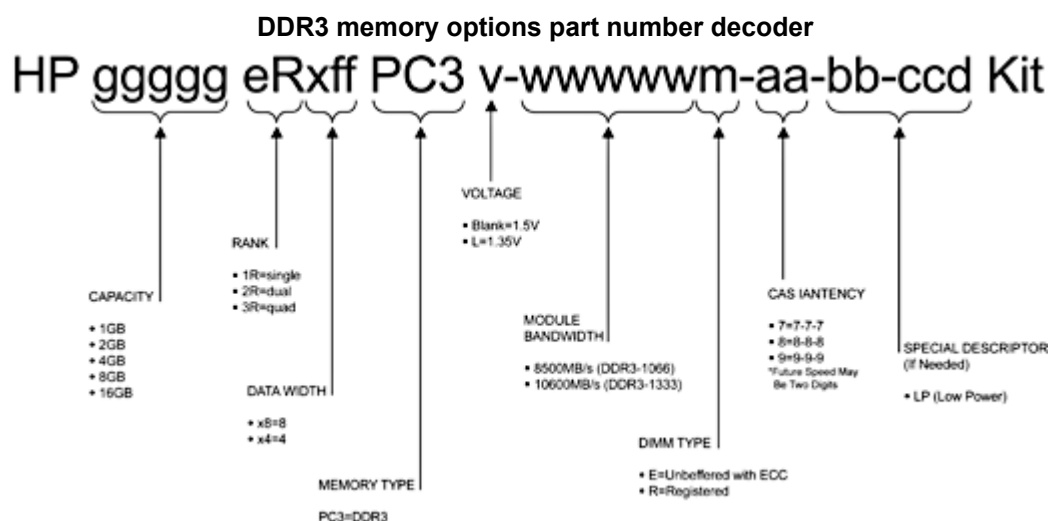 DDR3 memory options part number decoder
HP ggggg eRxff PC3 v-wwwwwm-aa-bb-ccd Kit
CAPACITY
+ 1GB
+ 2GB
+ 4GB
+ 8GB
+ 16GB
RANK
• 1R=single
• 2R=dual
• 3R=quad
DATA WIDTH
+ x8=8
+ x4=4
MEMORY TYPE
PC3=DDR3
VOLTAGE
• Blank=1.5V
• L=1.35V
MODULE
BANDWIDTH
• 8500MB/s (DDR3-1066)
• 10600MB/s (DDR3-1333)
DIMM TYPE
• E=Unbeffered with ECC
• R=Registered
CAS IANTENCY
• 7=7-7-7
• 8=8-8-8
• 9=9-9-9
*Future Speed May
Be Two Digits
SPECIAL DESCRIPTOR
(If Needed)
• LP (Low Power)